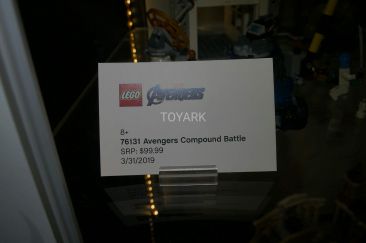 LEGO AVENGERS
TOYARK
8+
76131 Avengers Compound Battle
SRP: $99.99
3/31/2019